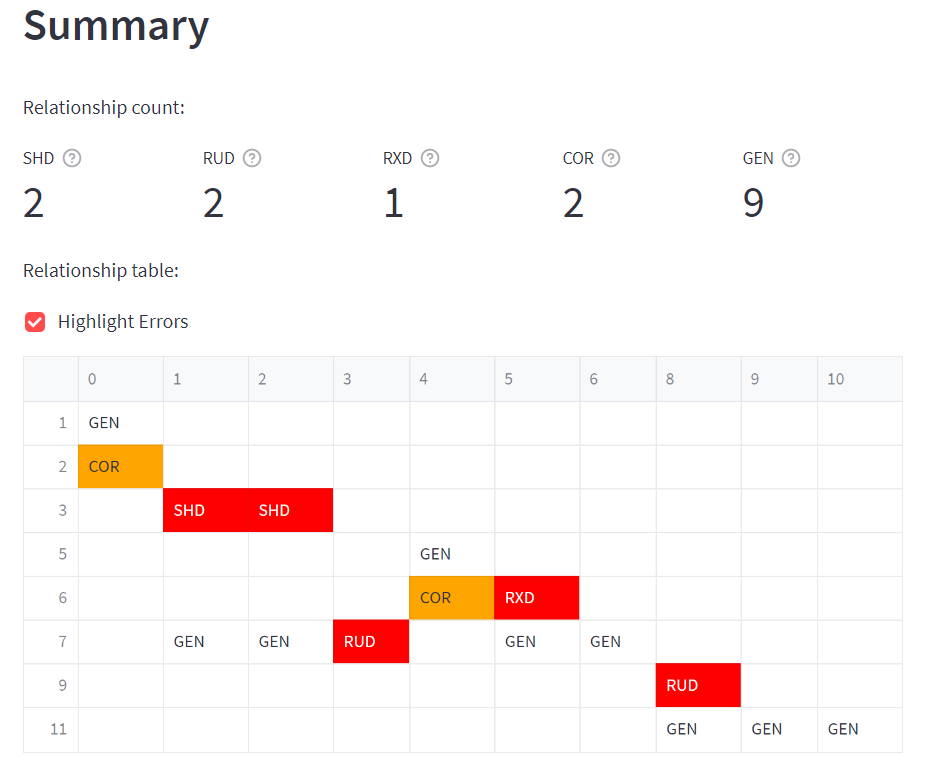 Summary
Relationship count:
SHD RUD RXD COR GEN
2 2 1 2 9
Relationship table:
Highlight Errors
0 1 2 3 4 5 6 8 9 10
1 GEN
2 COR
3 SHD SHD
5 GEN
6 COR RXD
7 GEN GEN RUD GEN GEN
9 RUD
11 GEN GEN GEN